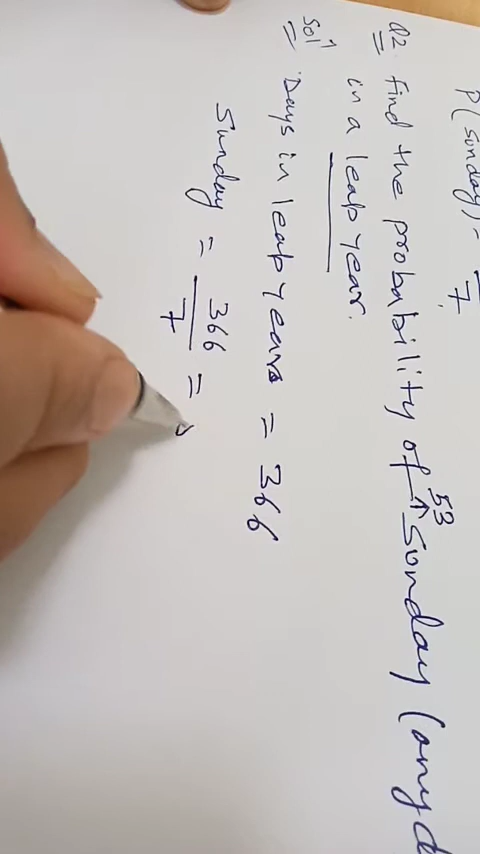 P(Sunday) = /7.
Q2. Find the probability of ↑ 53 Sunday (any
in a leap year.
Solⁿ Days in leap years = 366
Sunday = 366/7 =